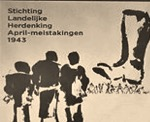 Stichting
Landelijke
Herdenking
April-meistakingen
1943